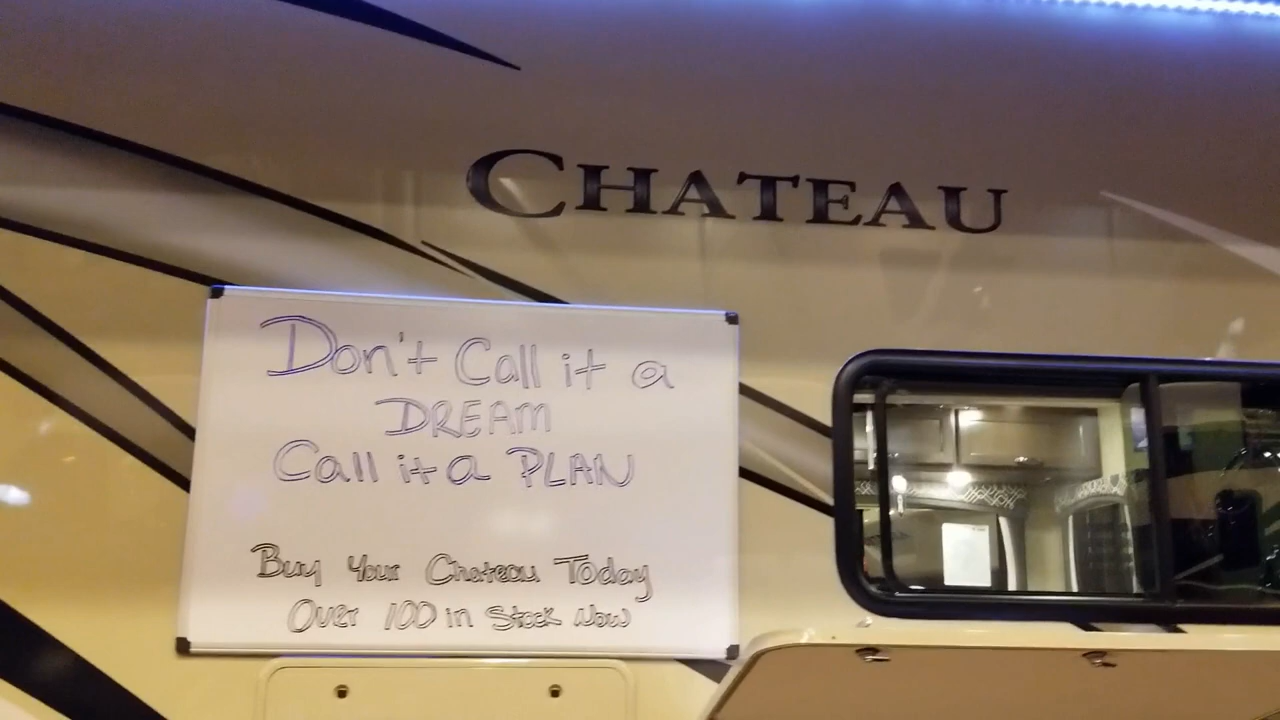 CHATEAU
Don't Call it a
DREAM
Call it a PLAN
Buy Your Chateau Today
Over 100 in Stock Now